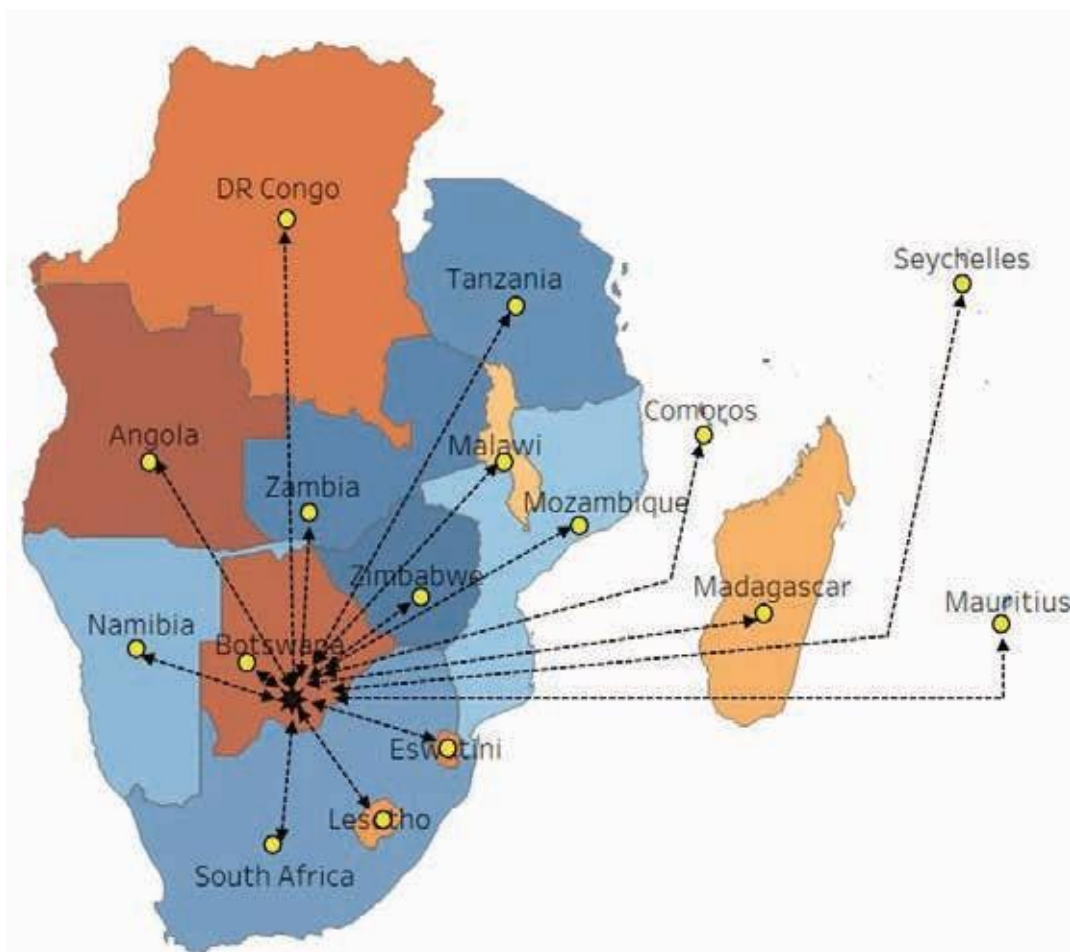 DR Congo
Seychelles
Tanzania
Comoros
Angola
Malawi
Zambia
Mozambique
Zimbabwe
Madagascar
Mauritius
Namibia
Botswana
Eswatini
Lesotho
South Africa